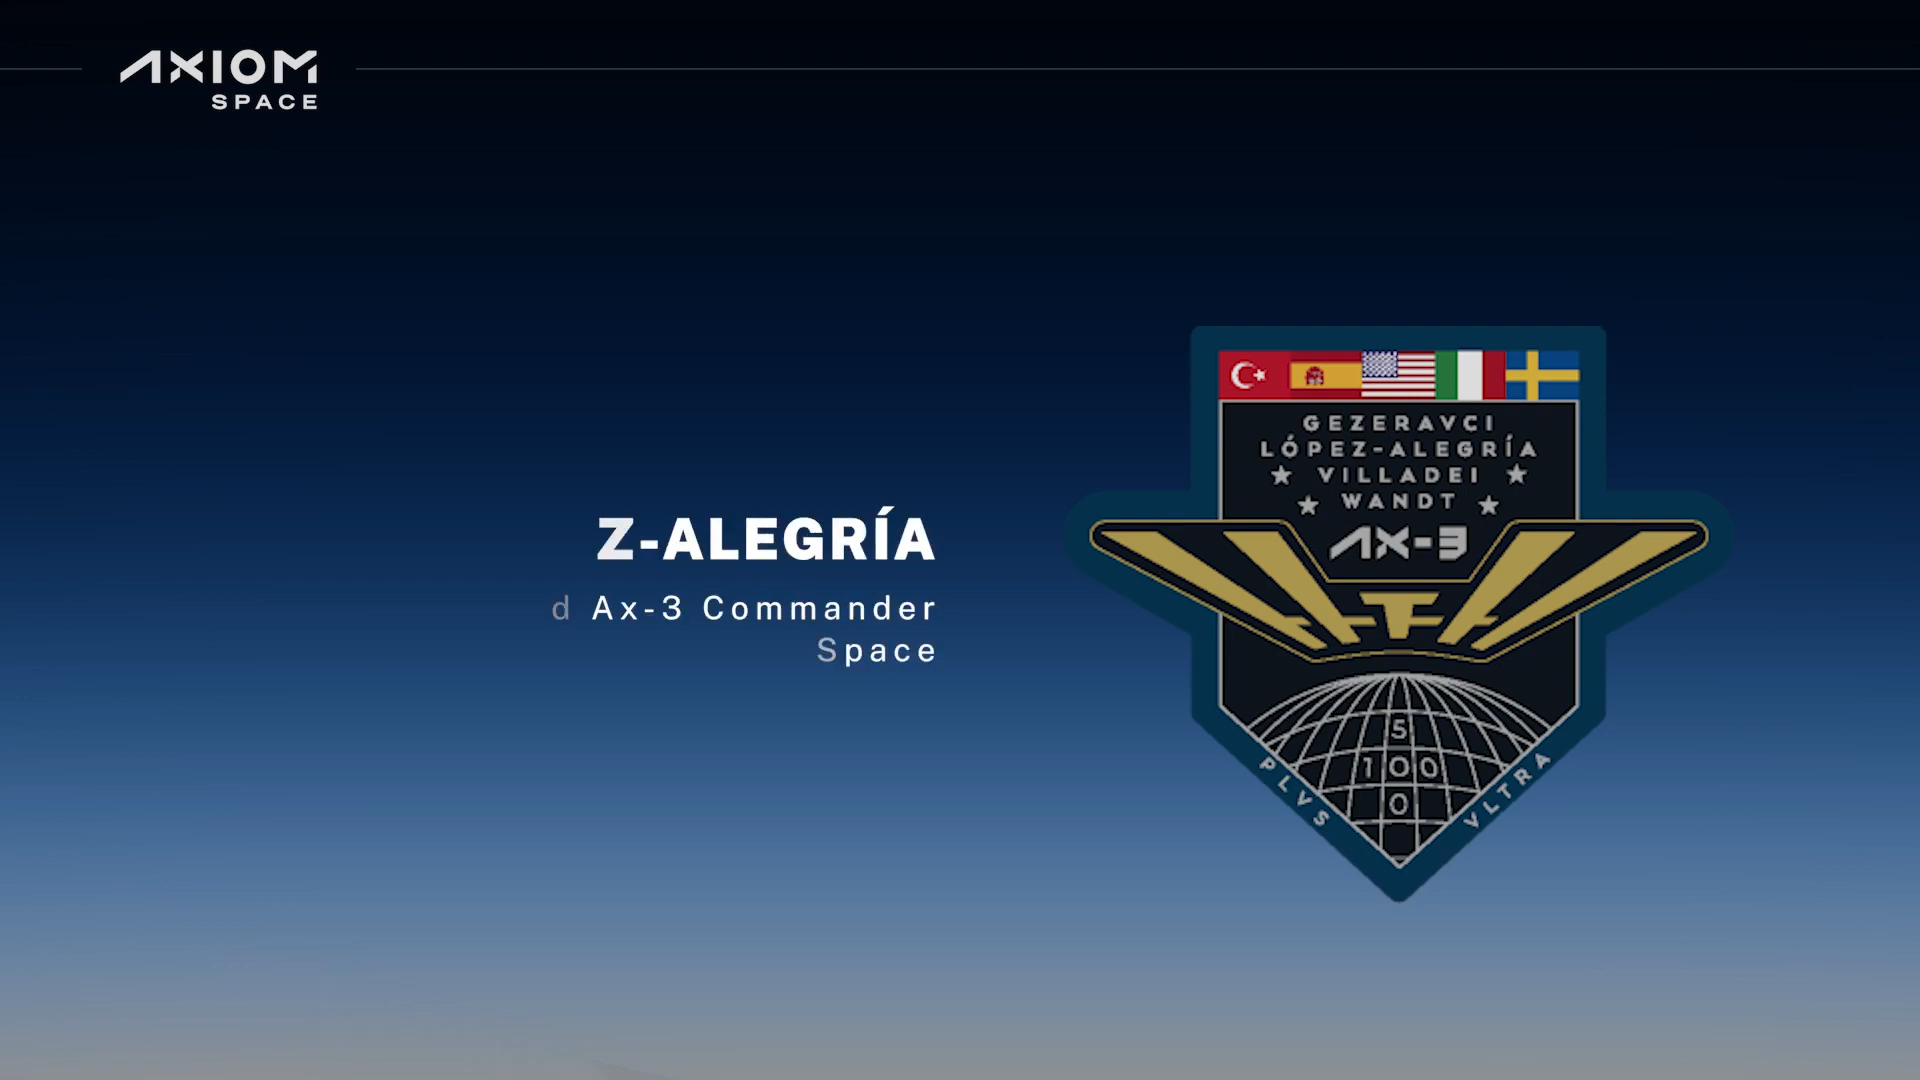 AXIOM
SPACE
Z-ALEGRÍA
d Ax-3 Commander
Space
GEZERAVCI
LÓPEZ-ALEGRÍA
VILLADEI
WANDT
AX-3
5
100
0
PLVS VLTRA